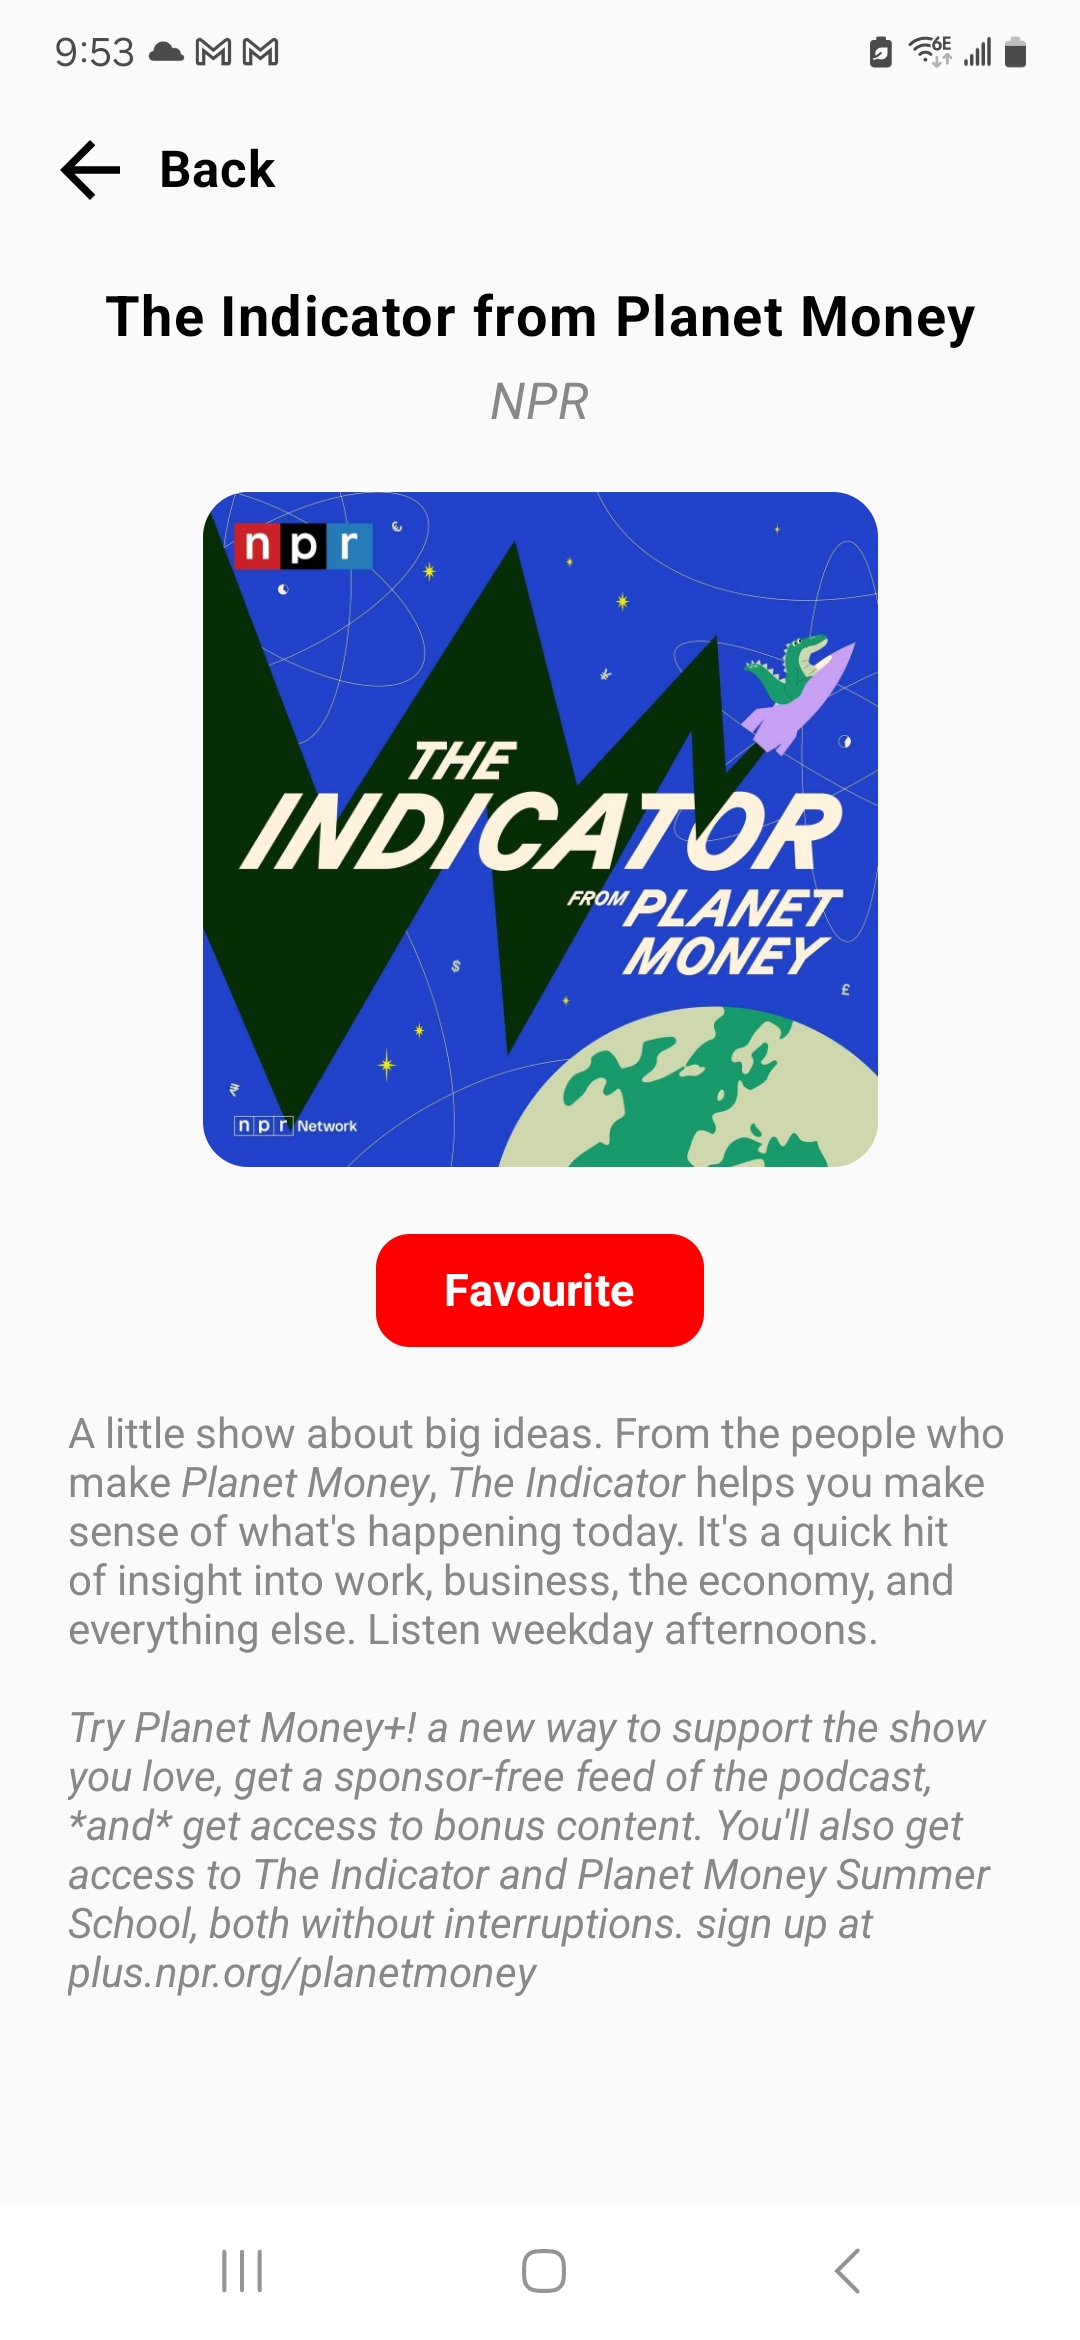 9:53
6E
Back
The Indicator from Planet Money
NPR
npr
THE
INDICATOR
FROM PLANET
MONEY
$
£
₹
npr Network
Favourite
A little show about big ideas. From the people who
make Planet Money, The Indicator helps you make
sense of what's happening today. It's a quick hit
of insight into work, business, the economy, and
everything else. Listen weekday afternoons.
Try Planet Money+! a new way to support the show
you love, get a sponsor-free feed of the podcast,
*and* get access to bonus content. You'll also get
access to The Indicator and Planet Money Summer
School, both without interruptions. sign up at
plus.npr.org/planetmoney